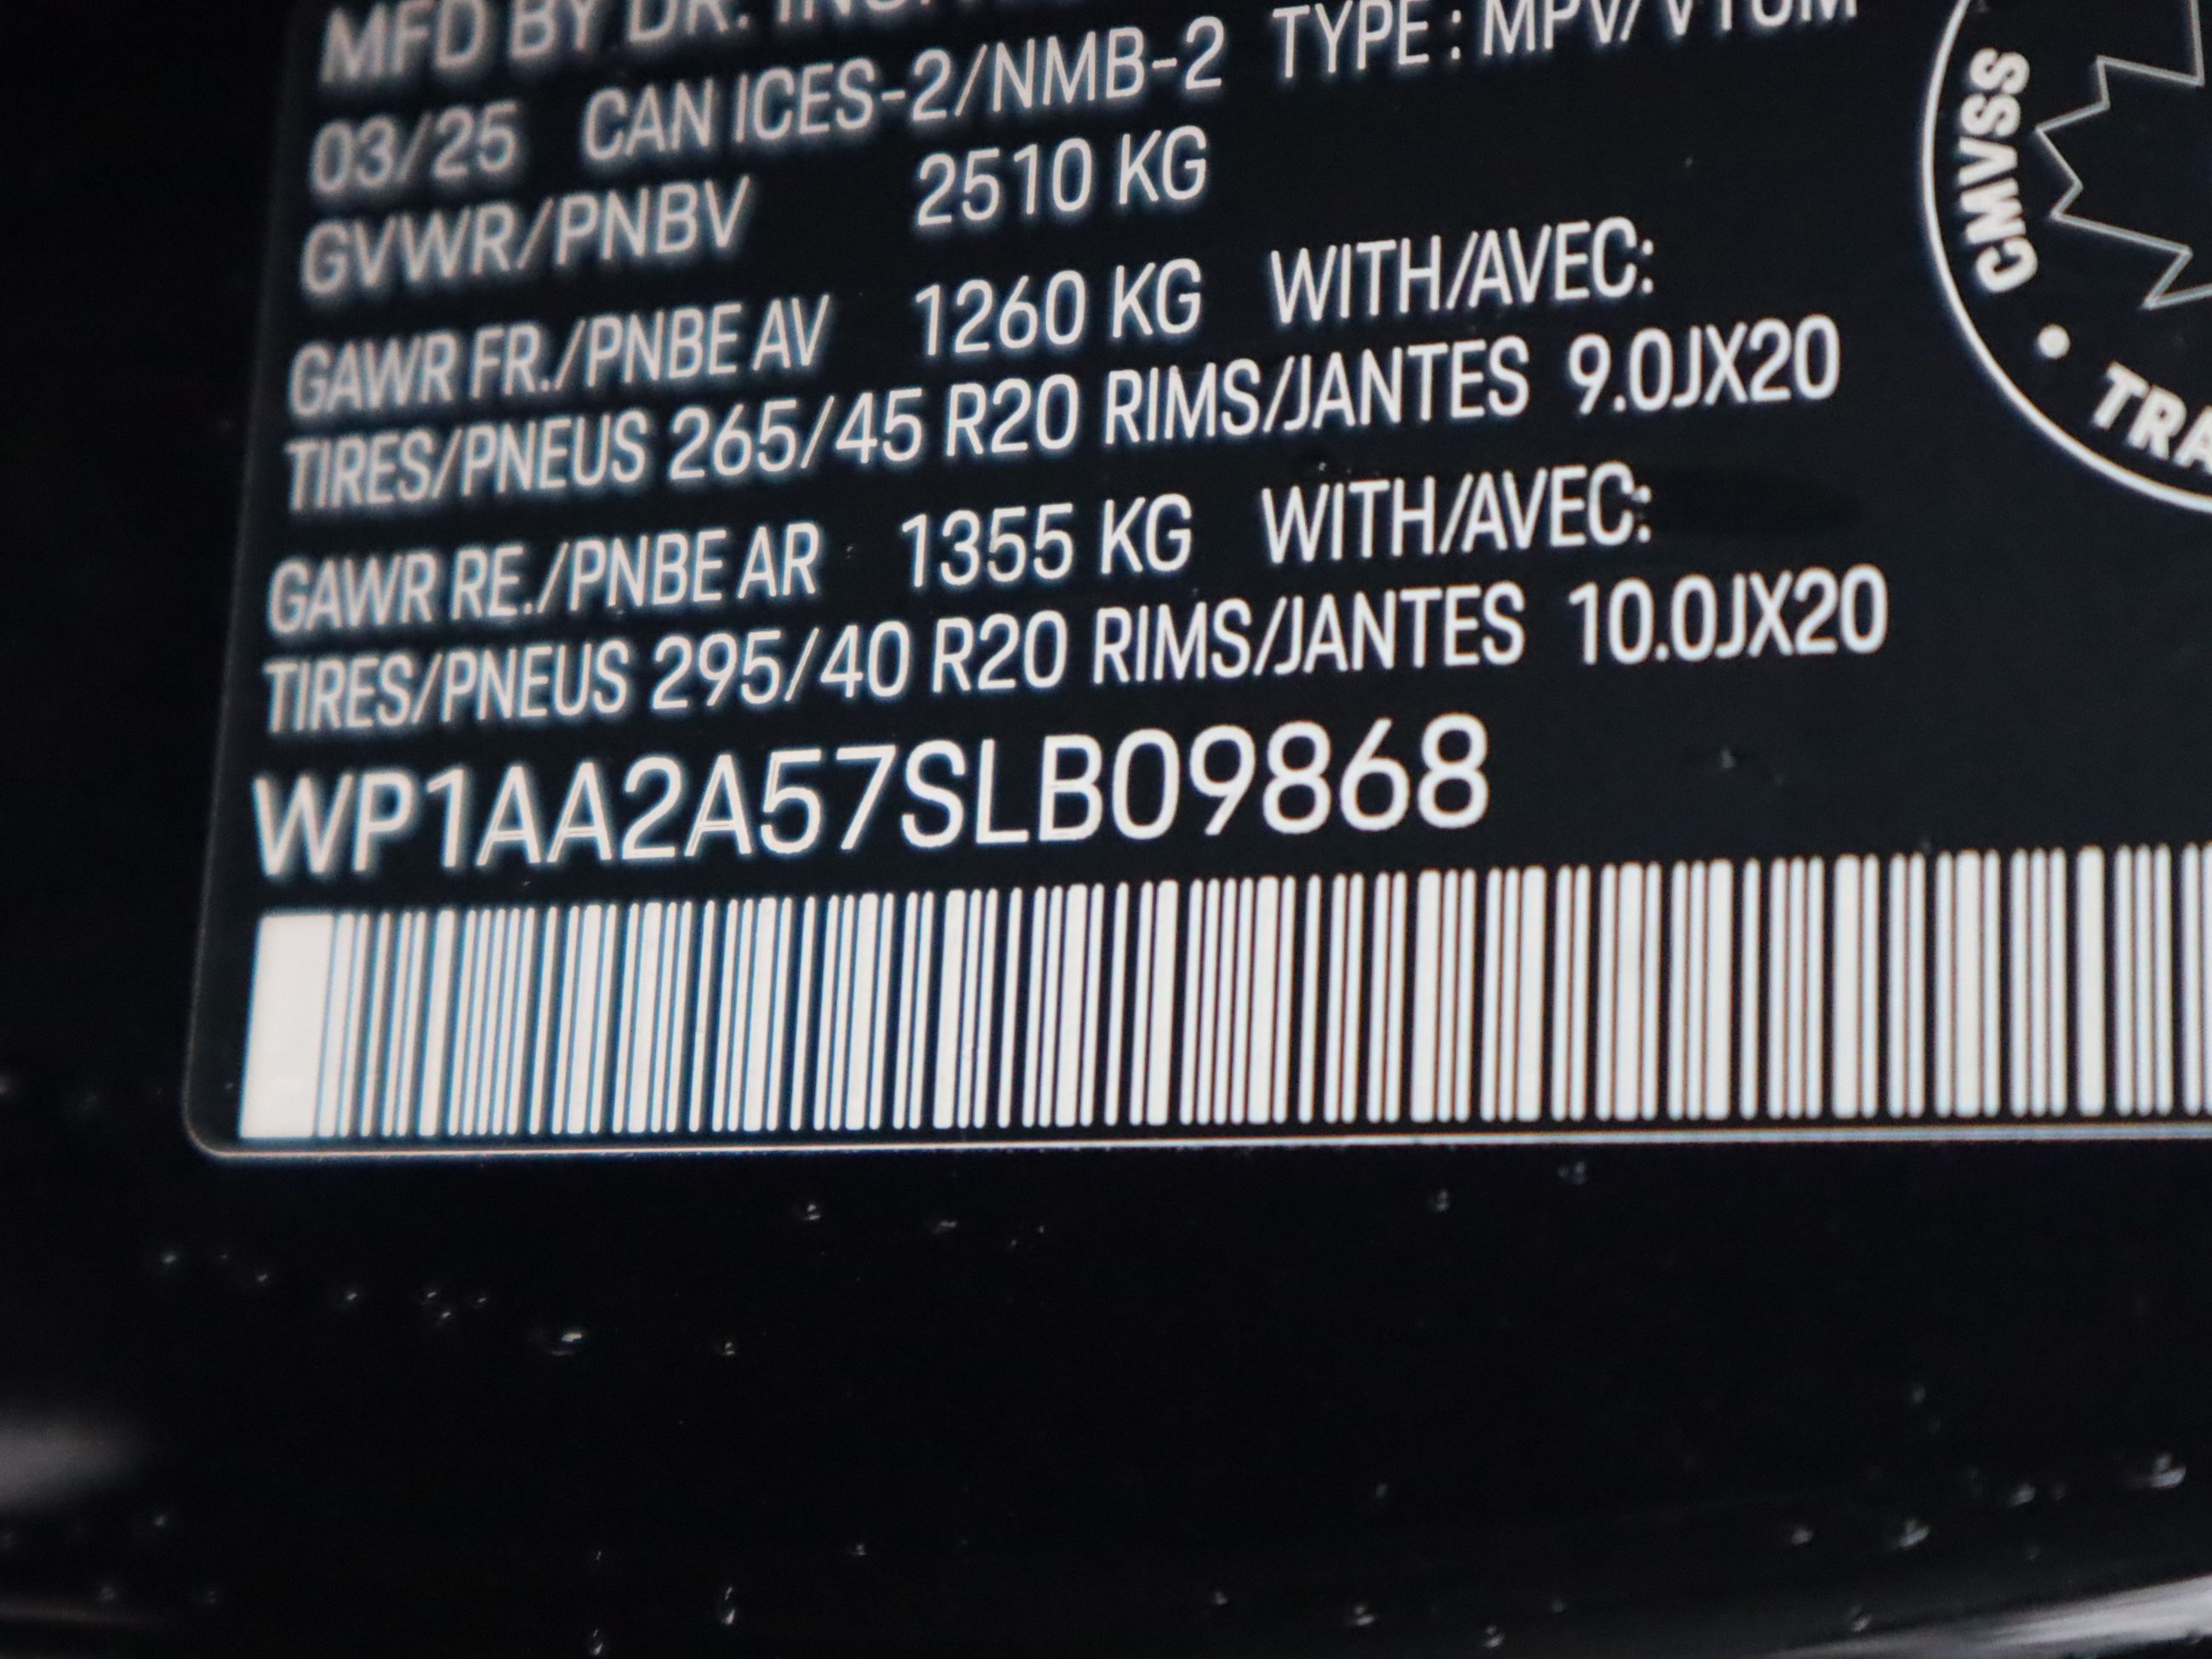 MFD BY DR.
03/25 CAN ICES-2/NMB-2 TYPE : MPV/VTUM
GVWR/PNBV 2510 KG
GAWR FR./PNBE AV 1260 KG WITH/AVEC:
TIRES/PNEUS 265/45 R20 RIMS/JANTES 9.0JX20
GAWR RE./PNBE AR 1355 KG WITH/AVEC:
TIRES/PNEUS 295/40 R20 RIMS/JANTES 10.0JX20
WP1AA2A57SLB09868
CMVSS •